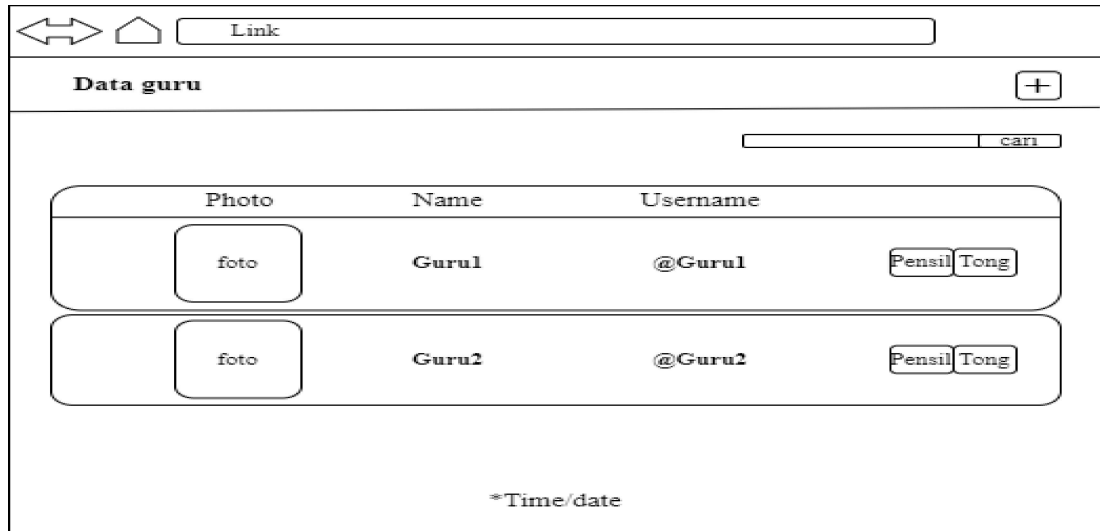 Link
Data guru
+
cari
Photo Name Username
foto Guru1 @Guru1 Pensil Tong
foto Guru2 @Guru2 Pensil Tong
*Time/date